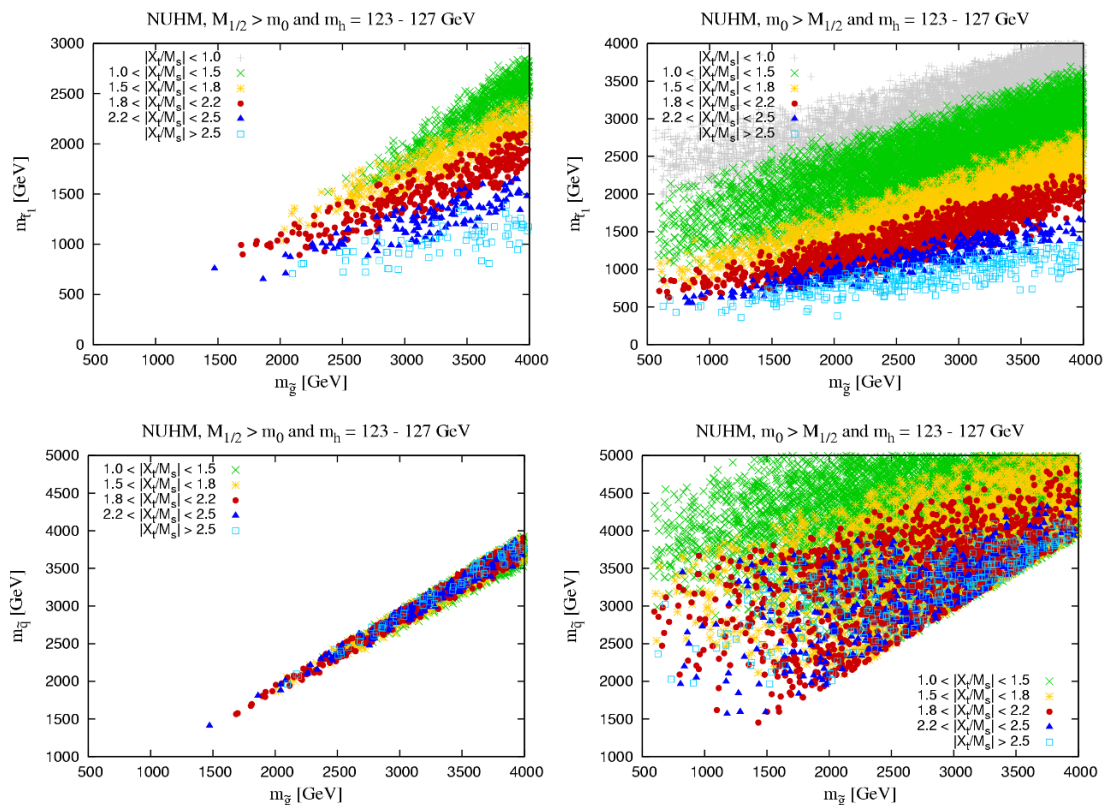 NUHM, M1/2 > m0 and mh = 123 - 127 GeV
|Xt/Ms| < 1.0
1.0 < |Xt/Ms| < 1.5
1.5 < |Xt/Ms| < 1.8
1.8 < |Xt/Ms| < 2.2
2.2 < |Xt/Ms| < 2.5
|Xt/Ms| > 2.5
3000
2500
2000
1500
1000
500
0
500 1000 1500 2000 2500 3000 3500 4000
mg̃ [GeV]
NUHM, m0 > M1/2 and mh = 123 - 127 GeV
|Xt/Ms| < 1.0
1.0 < |Xt/Ms| < 1.5
1.5 < |Xt/Ms| < 1.8
1.8 < |Xt/Ms| < 2.2
2.2 < |Xt/Ms| < 2.5
|Xt/Ms| > 2.5
4000
3500
3000
2500
2000
1500
1000
500
0
500 1000 1500 2000 2500 3000 3500 4000
mg̃ [GeV]
NUHM, M1/2 > m0 and mh = 123 - 127 GeV
1.0 < |Xt/Ms| < 1.5
1.5 < |Xt/Ms| < 1.8
1.8 < |Xt/Ms| < 2.2
2.2 < |Xt/Ms| < 2.5
|Xt/Ms| > 2.5
5000
4500
4000
3500
3000
2500
2000
1500
1000
mq̃ [GeV]
500 1000 1500 2000 2500 3000 3500 4000
mg̃ [GeV]
NUHM, m0 > M1/2 and mh = 123 - 127 GeV
5000
4500
4000
3500
3000
2500
2000
1500
1000
mq̃ [GeV]
1.0 < |Xt/Ms| < 1.5
1.5 < |Xt/Ms| < 1.8
1.8 < |Xt/Ms| < 2.2
2.2 < |Xt/Ms| < 2.5
|Xt/Ms| > 2.5
500 1000 1500 2000 2500 3000 3500 4000
mg̃ [GeV]